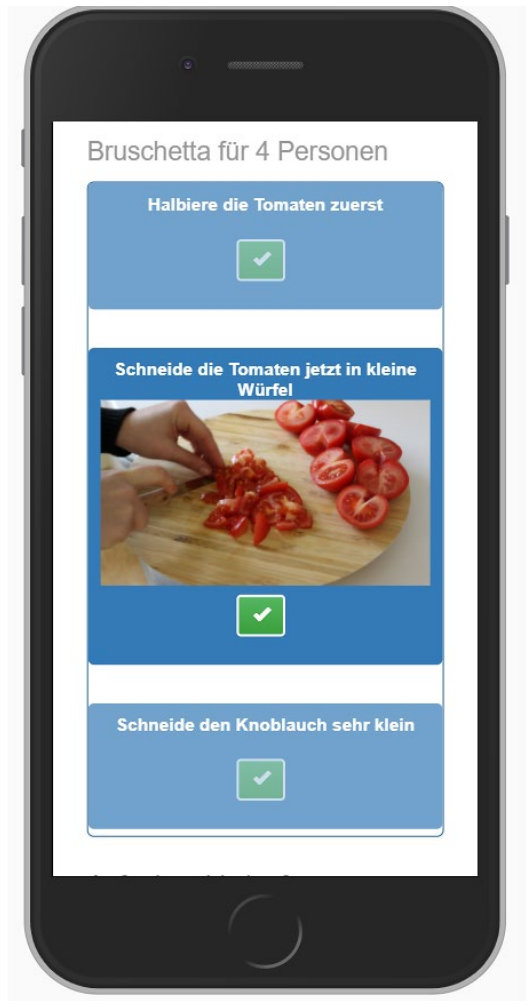 Bruschetta für 4 Personen
Halbiere die Tomaten zuerst
Schneide die Tomaten jetzt in kleine
Würfel
Schneide den Knoblauch sehr klein